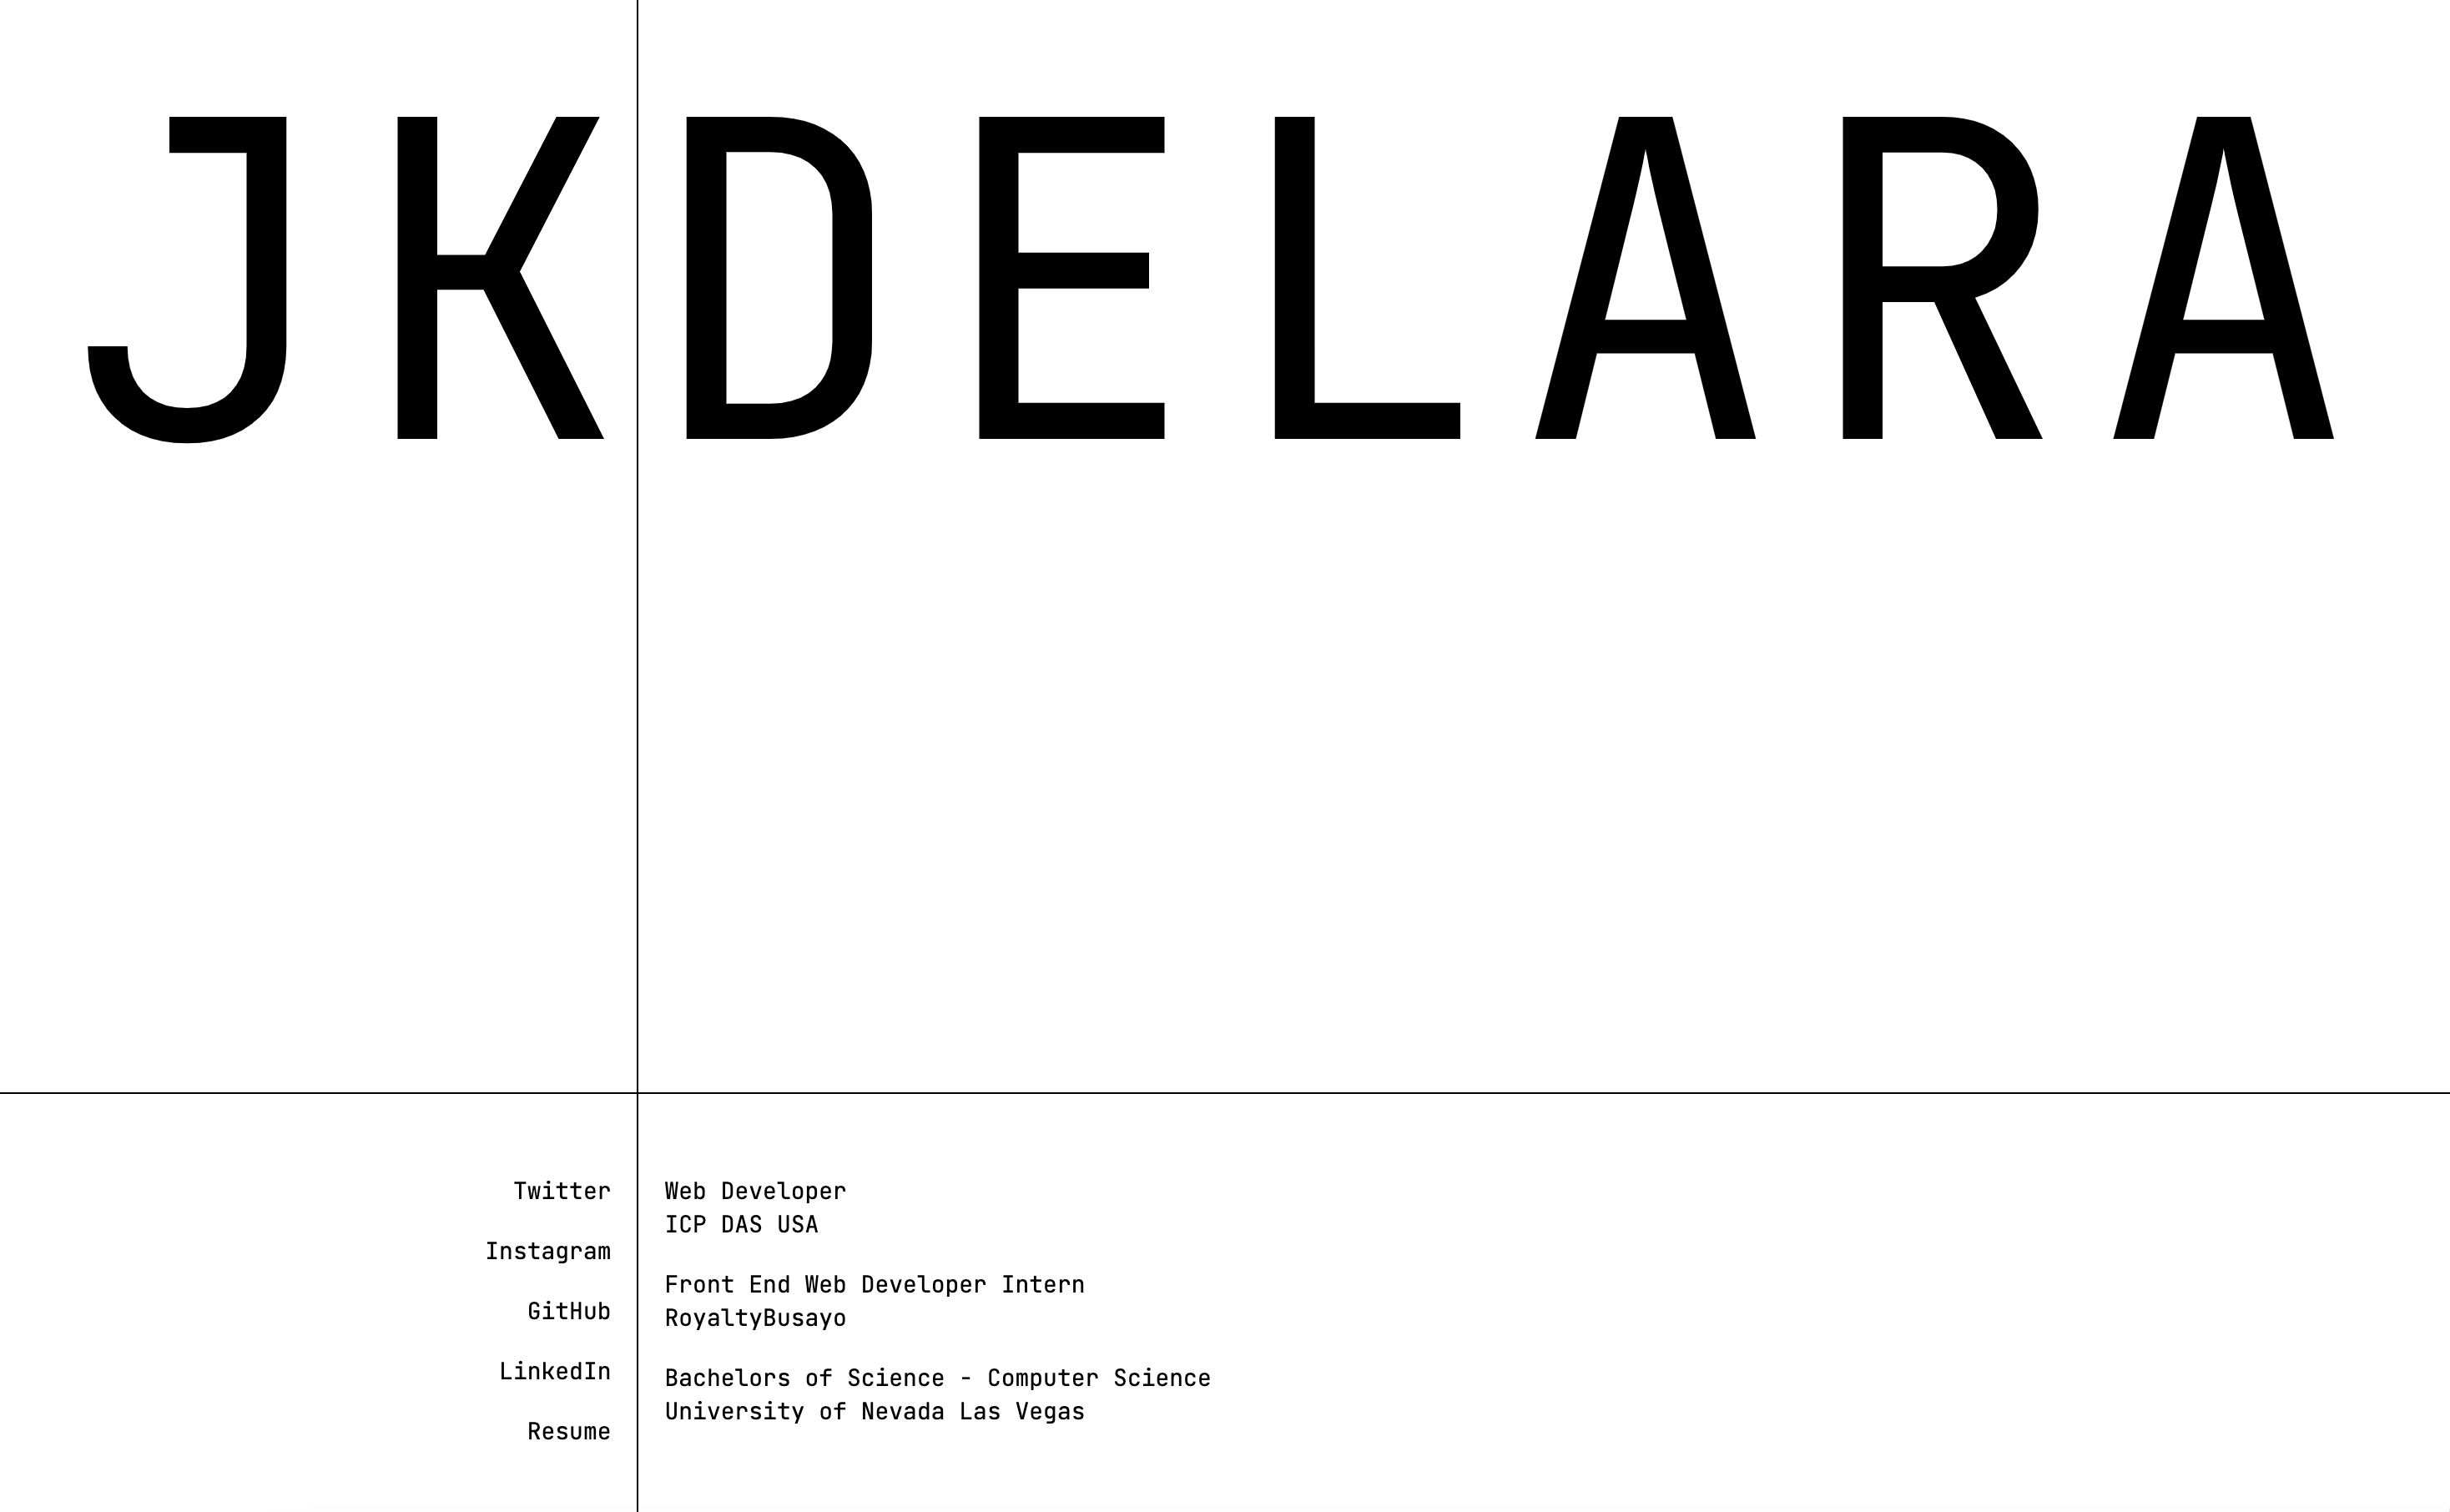 JKDELARA
Twitter
Instagram
GitHub
LinkedIn
Resume
Web Developer
ICP DAS USA
Front End Web Developer Intern
RoyaltyBusayo
Bachelors of Science - Computer Science
University of Nevada Las Vegas